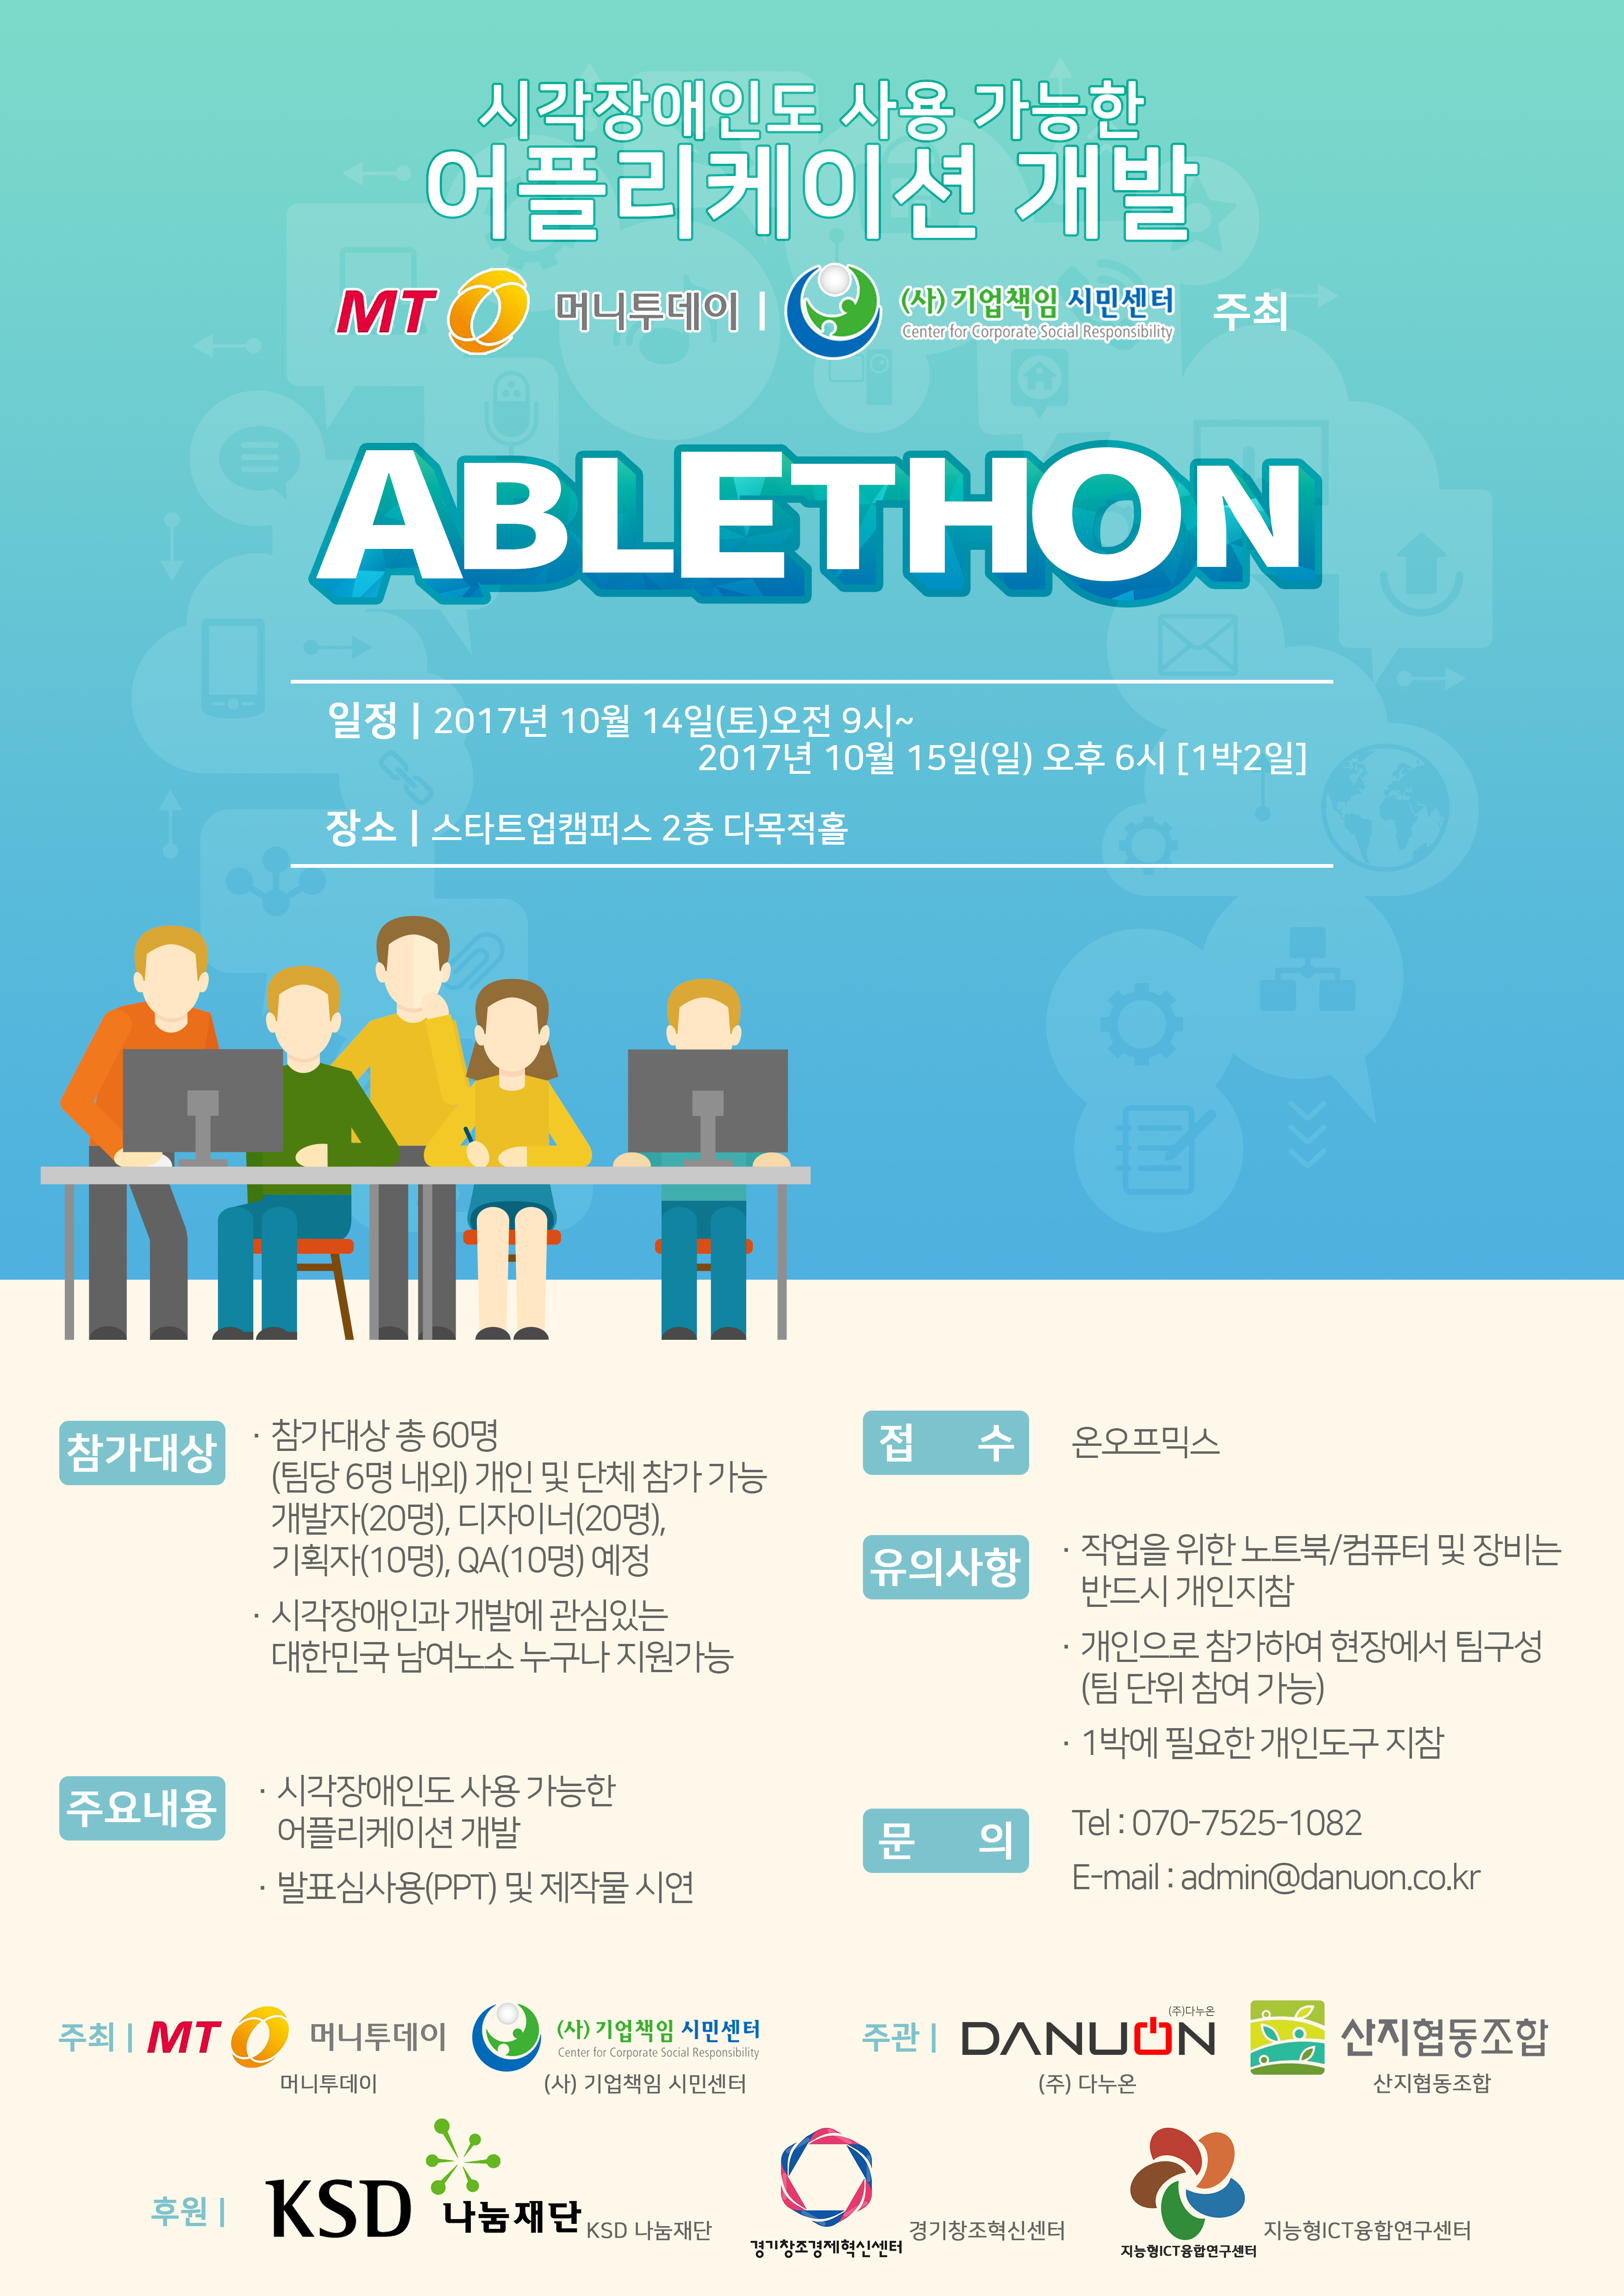 시각장애인도 사용 가능한
어플리케이션 개발
MT 머니투데이 | (사) 기업책임 시민센터 주최
Center for Corporate Social Responsibility
ABLETHON
일정 | 2017년 10월 14일(토)오전 9시~
2017년 10월 15일(일) 오후 6시 [1박2일]
장소 | 스타트업캠퍼스 2층 다목적홀
참가대상
· 참가대상 총 60명
(팀당 6명 내외) 개인 및 단체 참가 가능
개발자(20명), 디자이너(20명),
기획자(10명), QA(10명) 예정
· 시각장애인과 개발에 관심있는
대한민국 남여노소 누구나 지원가능
주요내용
· 시각장애인도 사용 가능한
어플리케이션 개발
· 발표심사용(PPT) 및 제작물 시연
접 수
온오프믹스
유의사항
· 작업을 위한 노트북/컴퓨터 및 장비는
반드시 개인지참
· 개인으로 참가하여 현장에서 팀구성
(팀 단위 참여 가능)
· 1박에 필요한 개인도구 지참
문 의
Tel : 070-7525-1082
E-mail : admin@danuon.co.kr
주최 | MT 머니투데이 (사) 기업책임 시민센터
Center for Corporate Social Responsibility
머니투데이 (사) 기업책임 시민센터
주관 | (주)다누온
DANUON 산지협동조합
(주) 다누온 산지협동조합
후원 | KSD 나눔재단 KSD 나눔재단
경기창조경제혁신센터 경기창조혁신센터
지능형ICT융합연구센터 지능형ICT융합연구센터